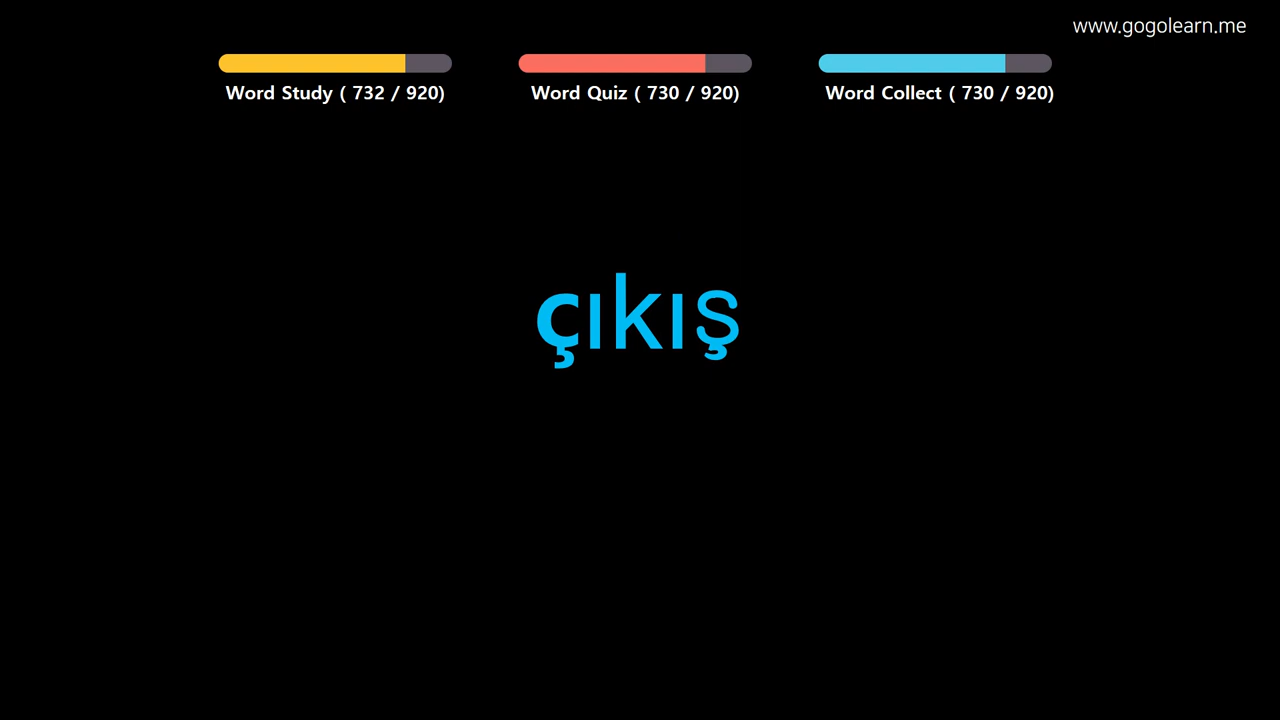 www.gogolearn.me
Word Study ( 732 / 920)
Word Quiz ( 730 / 920)
Word Collect ( 730 / 920)
çıkış